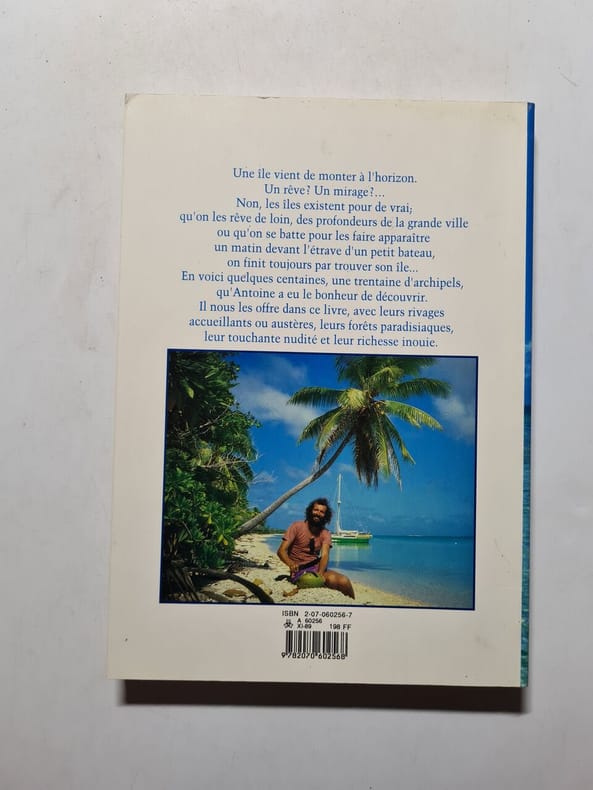 Une île vient de monter à l'horizon.
Un rêve? Un mirage?...
Non, les îles existent pour de vrai;
qu'on les rêve de loin, des profondeurs de la grande ville
ou qu'on se batte pour les faire apparaître
un matin devant l'étrave d'un petit bateau,
on finit toujours par trouver son île...
En voici quelques centaines, une trentaine d'archipels,
qu'Antoine a eu le bonheur de découvrir.
Il nous les offre dans ce livre, avec leurs rivages
accueillants ou austères, leurs forêts paradisiaques,
leur touchante nudité et leur richesse inouie.
ISBN 2-07-060256-7
A 60256
XI-89 198 FF
9782070602568